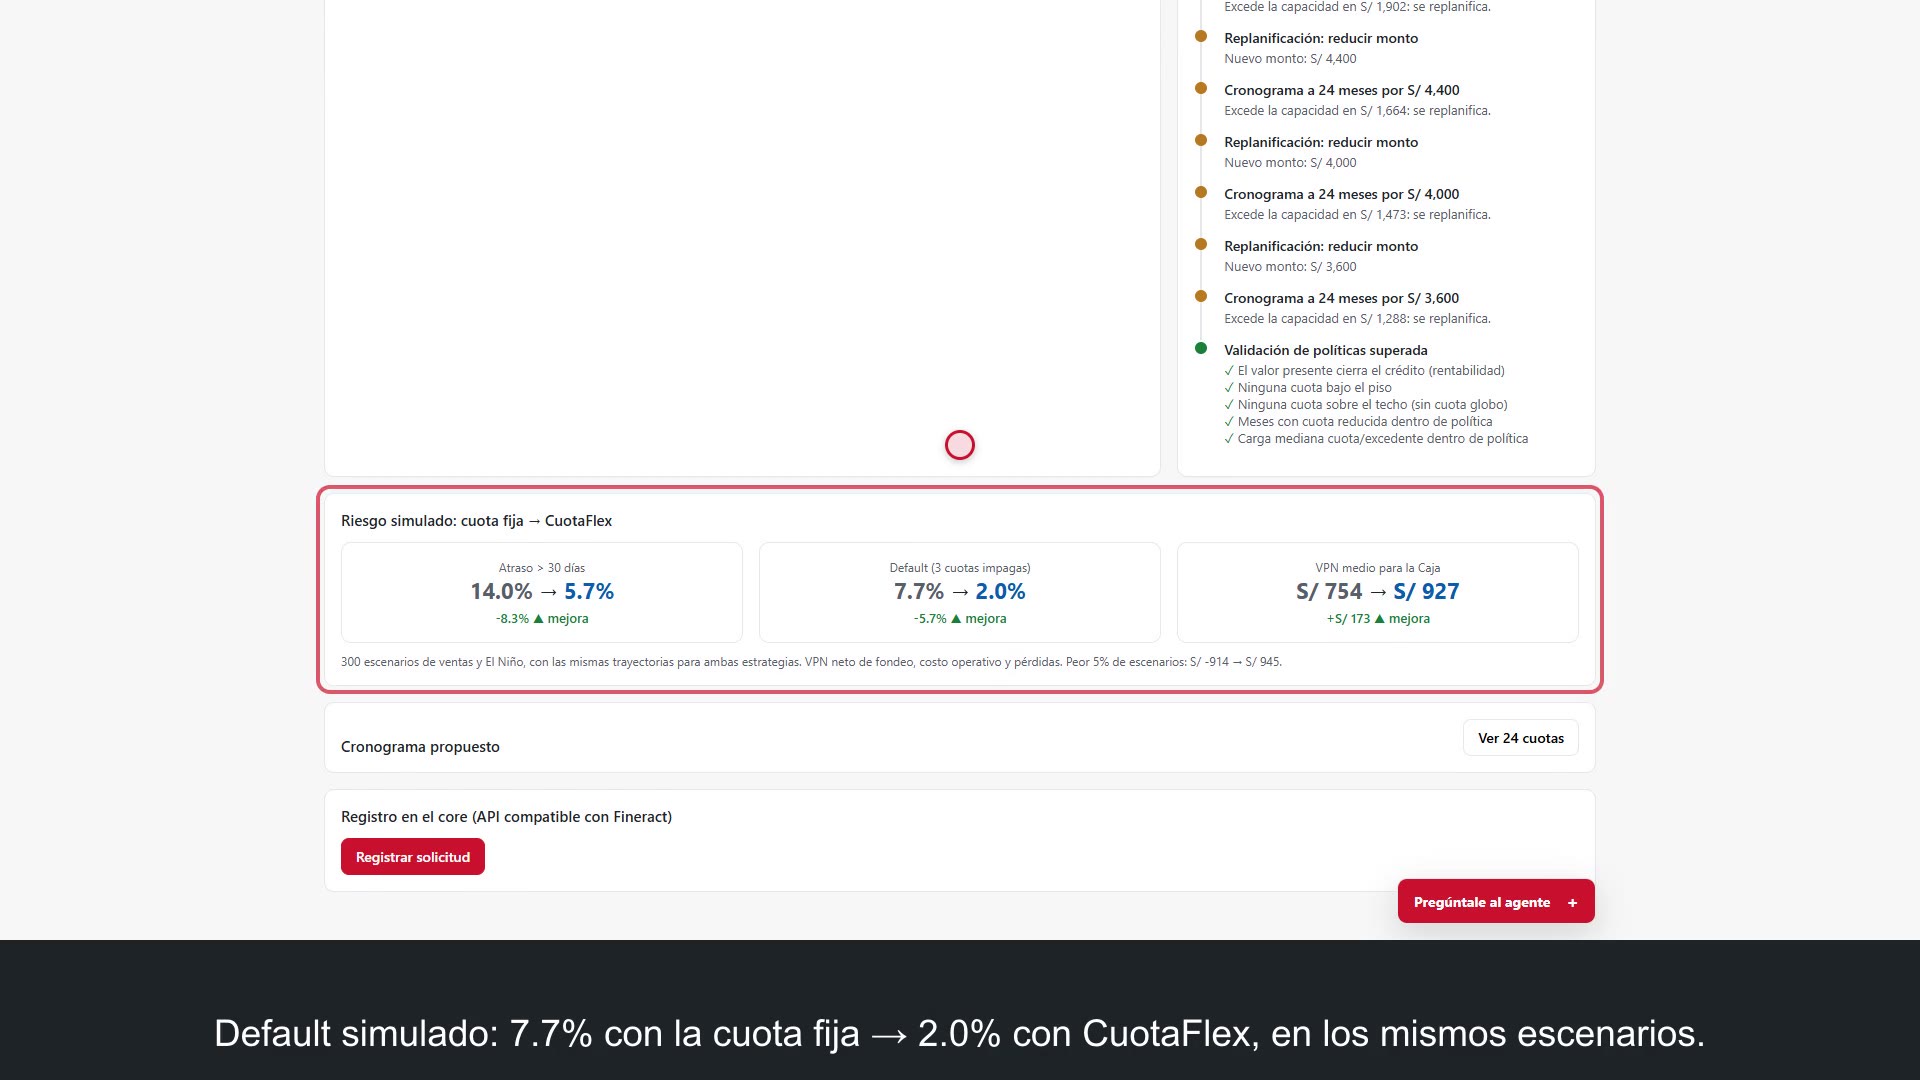 Excede la capacidad en S/ 1,902: se replanifica.
Replanificación: reducir monto
Nuevo monto: S/ 4,400
Cronograma a 24 meses por S/ 4,400
Excede la capacidad en S/ 1,664: se replanifica.
Replanificación: reducir monto
Nuevo monto: S/ 4,000
Cronograma a 24 meses por S/ 4,000
Excede la capacidad en S/ 1,473: se replanifica.
Replanificación: reducir monto
Nuevo monto: S/ 3,600
Cronograma a 24 meses por S/ 3,600
Excede la capacidad en S/ 1,288: se replanifica.
Validación de políticas superada
✓ El valor presente cierra el crédito (rentabilidad)
✓ Ninguna cuota bajo el piso
✓ Ninguna cuota sobre el techo (sin cuota globo)
✓ Meses con cuota reducida dentro de política
✓ Carga mediana cuota/excedente dentro de política
Riesgo simulado: cuota fija → CuotaFlex
Atraso > 30 días
14.0% → 5.7%
-8.3% ▲ mejora
Default (3 cuotas impagas)
7.7% → 2.0%
-5.7% ▲ mejora
VPN medio para la Caja
S/ 754 → S/ 927
+S/ 173 ▲ mejora
300 escenarios de ventas y El Niño, con las mismas trayectorias para ambas estrategias. VPN neto de fondeo, costo operativo y pérdidas. Peor 5% de escenarios: S/ -914 → S/ 945.
Cronograma propuesto
Ver 24 cuotas
Registro en el core (API compatible con Fineract)
Registrar solicitud
Pregúntale al agente +
Default simulado: 7.7% con la cuota fija → 2.0% con CuotaFlex, en los mismos escenarios.